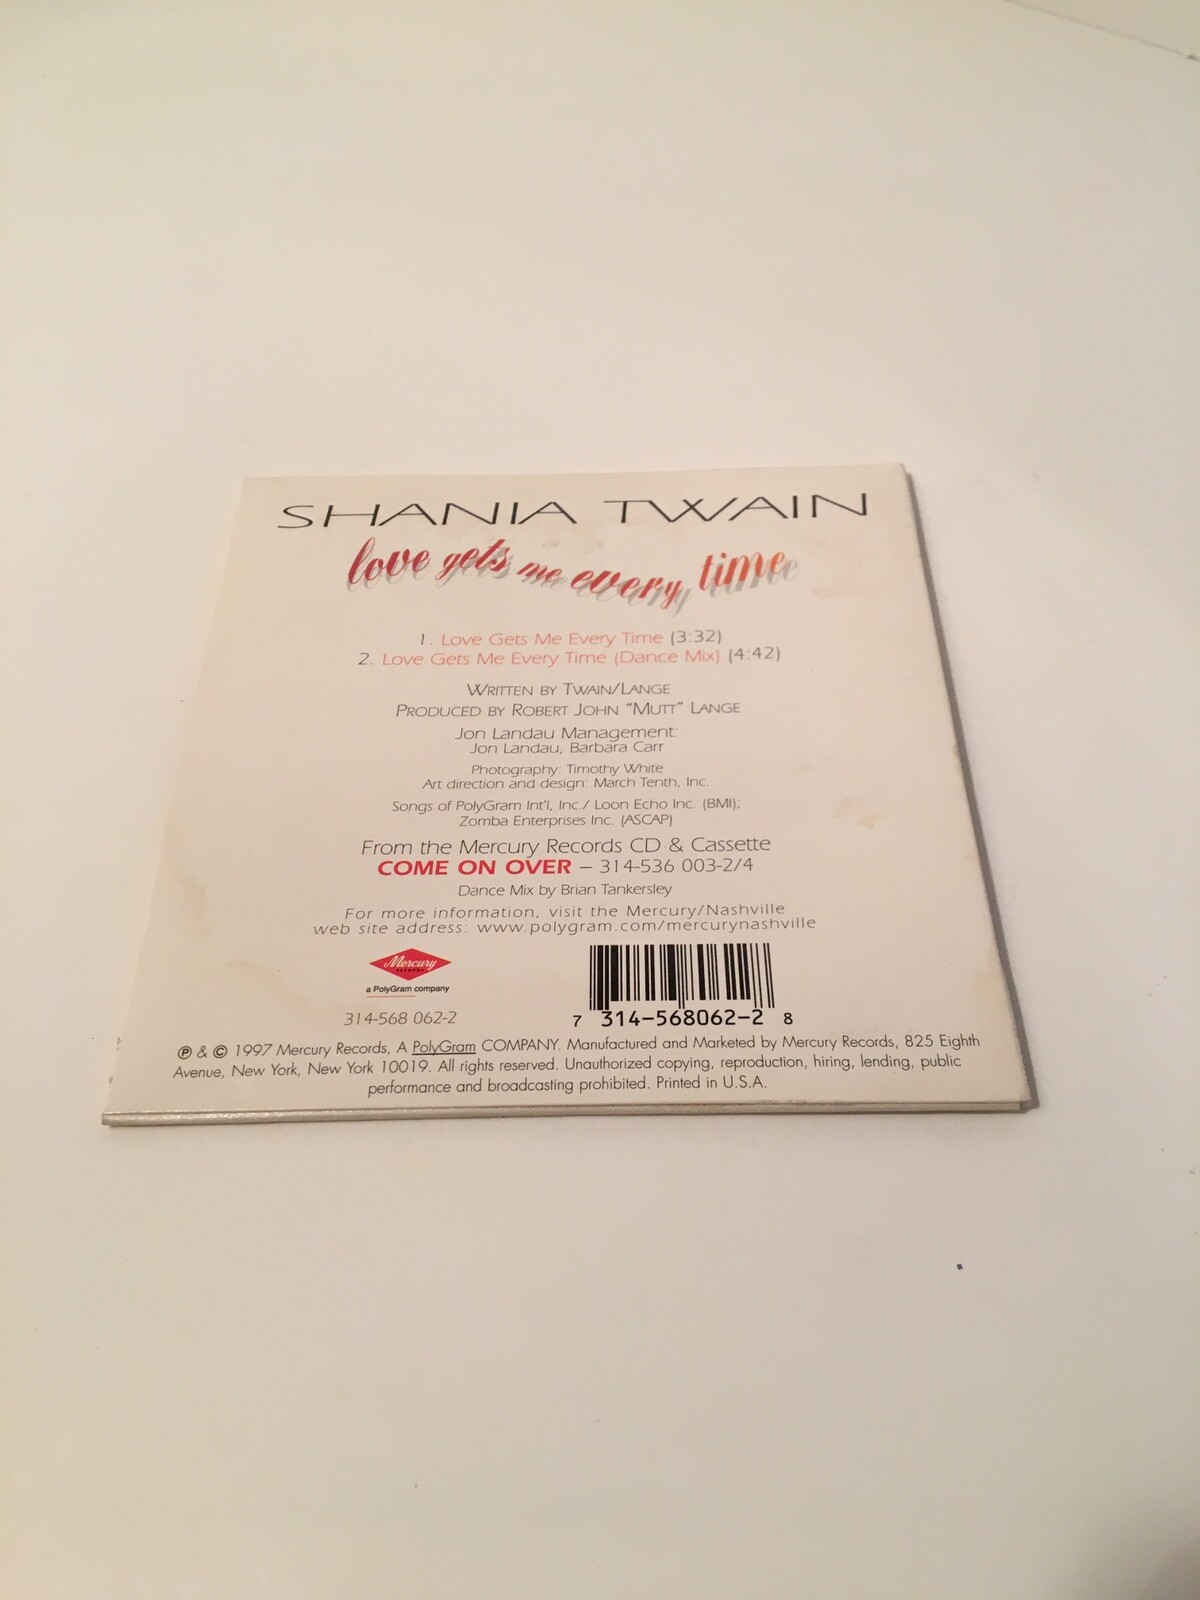 SHANIA TWAIN
love gets me every time
1. Love Gets Me Every Time (3:32)
2. Love Gets Me Every Time (Dance Mix) (4:42)
WRITTEN BY TWAIN/LANGE
PRODUCED BY ROBERT JOHN "MUTT" LANGE
Jon Landau Management:
Jon Landau, Barbara Carr
Photography: Timothy White
Art direction and design: March Tenth, Inc.
Songs of PolyGram Int'l, Inc./ Loon Echo Inc. (BMI);
Zomba Enterprises Inc. (ASCAP)
From the Mercury Records CD & Cassette
COME ON OVER – 314-536 003-2/4
Dance Mix by Brian Tankersley
For more information, visit the Mercury/Nashville
web site address: www.polygram.com/mercurynashville
Mercury
RECORDS
a PolyGram company
314-568 062-2
7 314-568062-2 8
℗ & © 1997 Mercury Records, A PolyGram COMPANY. Manufactured and Marketed by Mercury Records, 825 Eighth
Avenue, New York, New York 10019. All rights reserved. Unauthorized copying, reproduction, hiring, lending, public
performance and broadcasting prohibited. Printed in U.S.A.